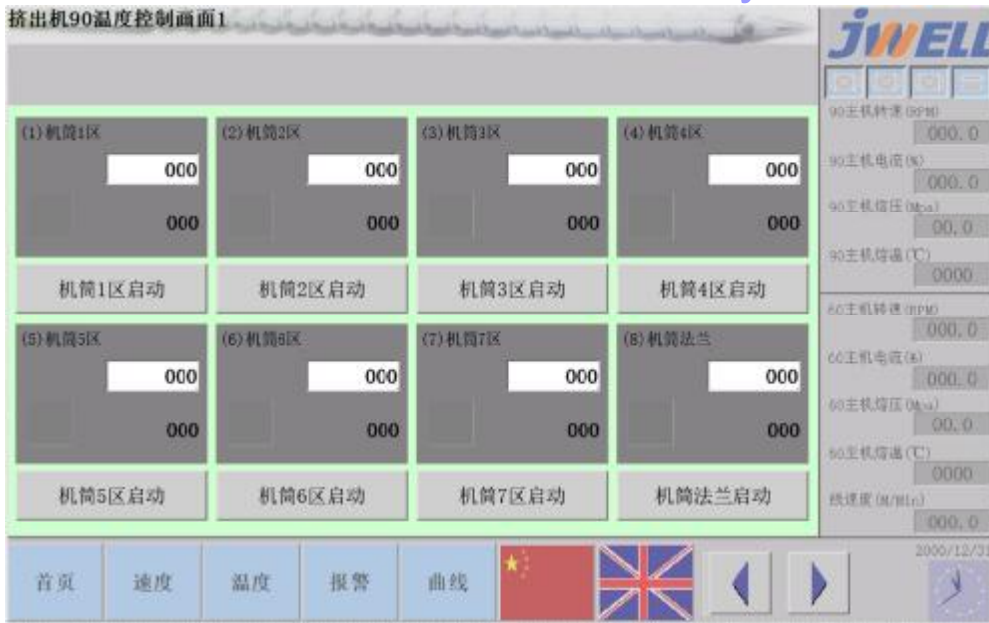 挤出机90温度控制画面1
JWELL
90主机转速(RPM)
000.0
90主机电流(%)
000.0
90主机熔压(Mpa)
00.0
90主机熔温(℃)
0000
60主机转速(RPM)
000.0
60主机电流(%)
000.0
60主机熔压(Mpa)
00.0
60主机熔温(℃)
0000
线速度(M/Min)
000.0
(1)机筒1区
000
000
(2)机筒2区
000
000
(3)机筒3区
000
000
(4)机筒4区
000
000
机筒1区启动
机筒2区启动
机筒3区启动
机筒4区启动
(5)机筒5区
000
000
(6)机筒6区
000
000
(7)机筒7区
000
000
(8)机筒法兰
000
000
机筒5区启动
机筒6区启动
机筒7区启动
机筒法兰启动
首页
速度
温度
报警
曲线
2000/12/31